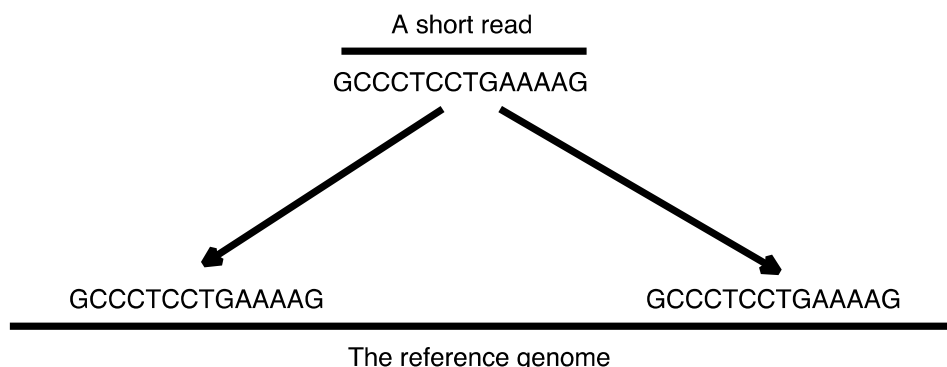 A short read
GCCCTCCTGAAAAG
GCCCTCCTGAAAAG GCCCTCCTGAAAAG
The reference genome